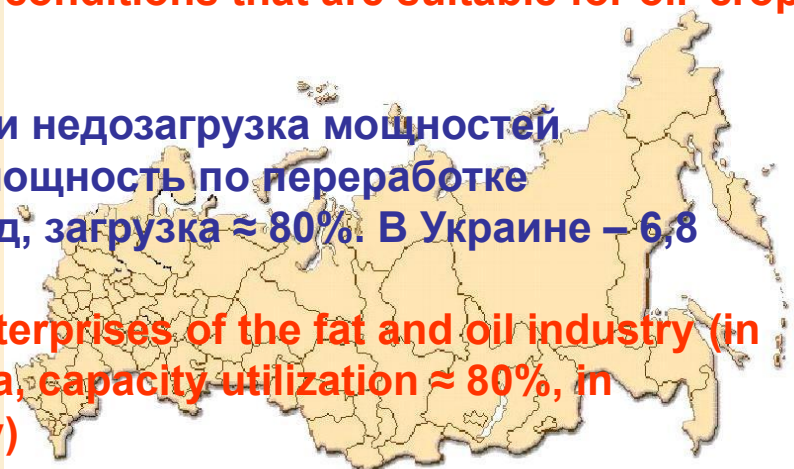 conditions that are suitable for oil crop
и недозагрузка мощностей
мощность по переработке
д, загрузка ≈ 80%. В Украине – 6,8
terprises of the fat and oil industry (in
a, capacity utilization ≈ 80%, in
)